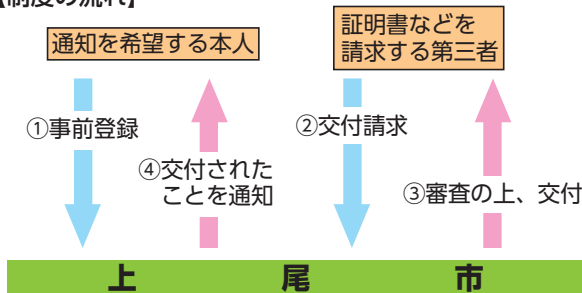 【制度の流れ】
通知を希望する本人
証明書などを
請求する第三者
①事前登録
②交付請求
④交付された
ことを通知
③審査の上、交付
上尾市